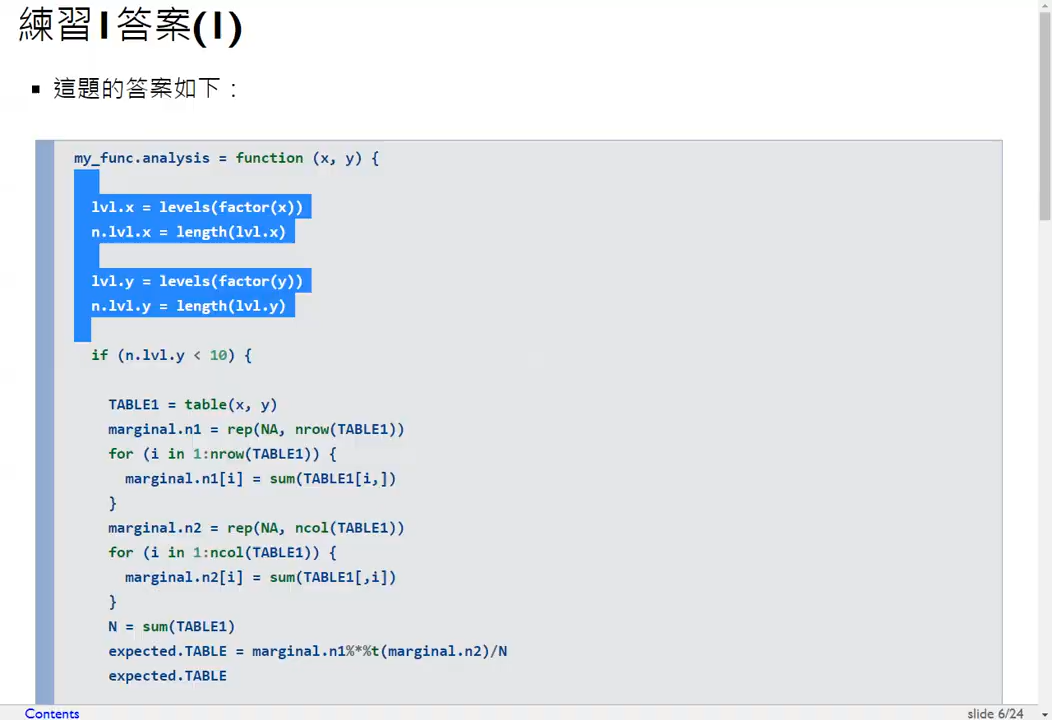 練習1答案(1)
▪ 這題的答案如下：
my_func.analysis = function (x, y) {
lvl.x = levels(factor(x))
n.lvl.x = length(lvl.x)
lvl.y = levels(factor(y))
n.lvl.y = length(lvl.y)
if (n.lvl.y < 10) {
TABLE1 = table(x, y)
marginal.n1 = rep(NA, nrow(TABLE1))
for (i in 1:nrow(TABLE1)) {
marginal.n1[i] = sum(TABLE1[i,])
}
marginal.n2 = rep(NA, ncol(TABLE1))
for (i in 1:ncol(TABLE1)) {
marginal.n2[i] = sum(TABLE1[,i])
}
N = sum(TABLE1)
expected.TABLE = marginal.n1%*%t(marginal.n2)/N
expected.TABLE
Contents
slide 6/24